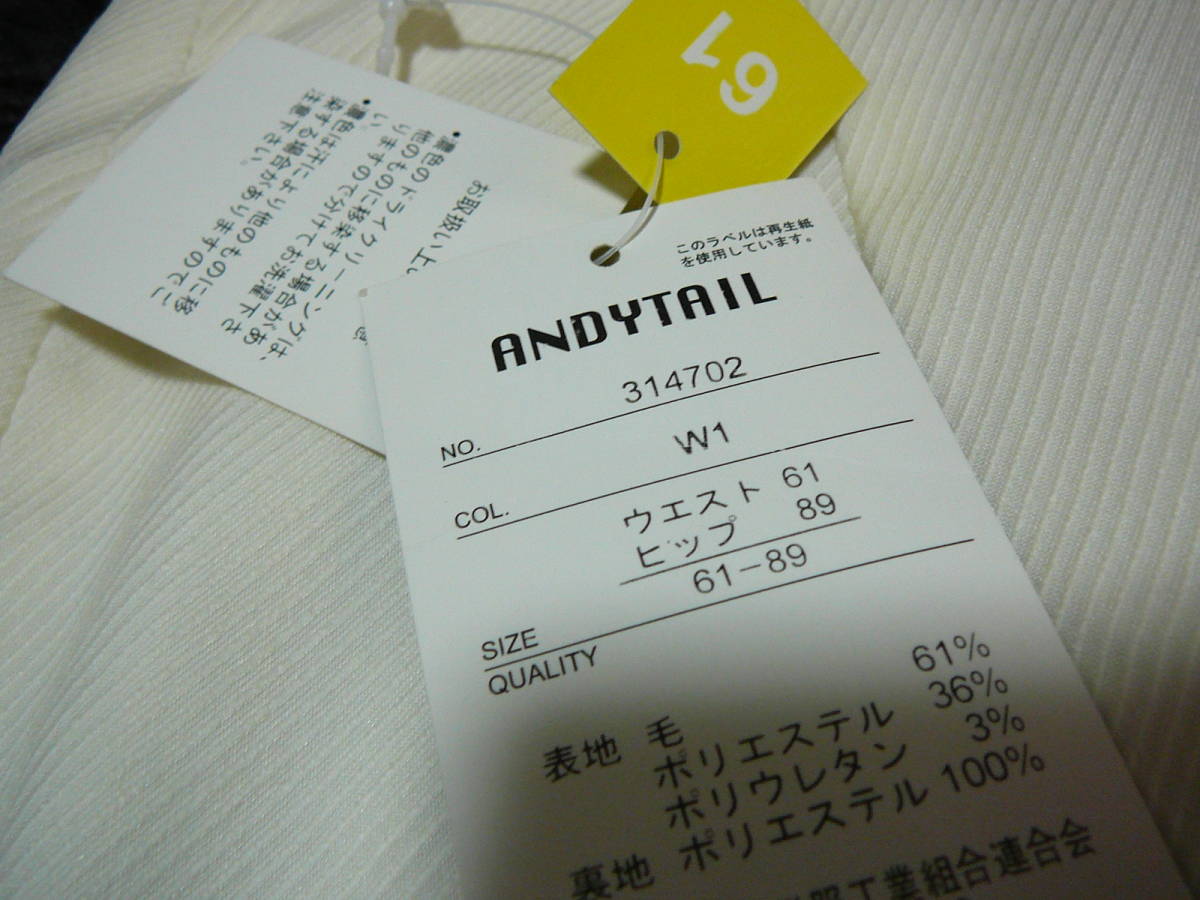 61
このラベルは再生紙
を使用しています。
ANDYTAIL
NO. 314702
COL. W1
ウエスト 61
ヒップ 89
61-89
SIZE
QUALITY
表地 毛 61%
ポリエステル 36%
ポリウレタン 3%
裏地 ポリエステル 100%
工業組合連合会
お取扱い上
・濃色のドライクリーニングは、
他のものに移染する場合があ
りますので分けてお洗濯下さ
い。
・濃色は汗により他のものに移
染する場合がありますのでご
注意下さい。